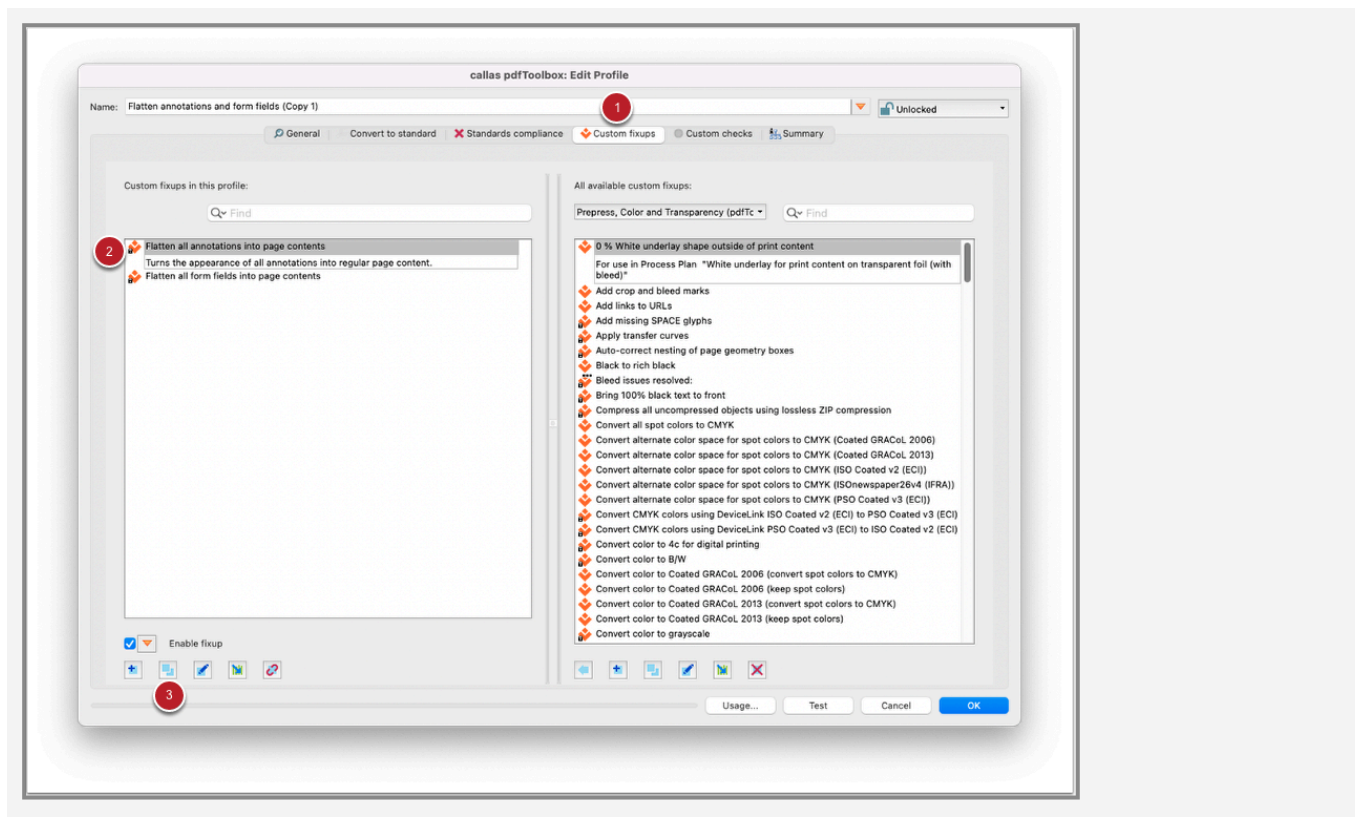 callas pdfToolbox: Edit Profile
Name: Flatten annotations and form fields (Copy 1)
1
Unlocked
General Convert to standard Standards compliance Custom fixups Custom checks Summary
Custom fixups in this profile:
Find
2
Flatten all annotations into page contents
Turns the appearance of all annotations into regular page content.
Flatten all form fields into page contents
Enable fixup
3
All available custom fixups:
Prepress, Color and Transparency (pdfTc
Find
0 % White underlay shape outside of print content
For use in Process Plan "White underlay for print content on transparent foil (with
bleed)"
Add crop and bleed marks
Add links to URLs
Add missing SPACE glyphs
Apply transfer curves
Auto-correct nesting of page geometry boxes
Black to rich black
Bleed issues resolved:
Bring 100% black text to front
Compress all uncompressed objects using lossless ZIP compression
Convert all spot colors to CMYK
Convert alternate color space for spot colors to CMYK (Coated GRACoL 2006)
Convert alternate color space for spot colors to CMYK (Coated GRACoL 2013)
Convert alternate color space for spot colors to CMYK (ISO Coated v2 (ECI))
Convert alternate color space for spot colors to CMYK (ISOnewspaper26v4 (IFRA))
Convert alternate color space for spot colors to CMYK (PSO Coated v3 (ECI))
Convert CMYK colors using DeviceLink ISO Coated v2 (ECI) to PSO Coated v3 (ECI)
Convert CMYK colors using DeviceLink PSO Coated v3 (ECI) to ISO Coated v2 (ECI)
Convert color to 4c for digital printing
Convert color to B/W
Convert color to Coated GRACoL 2006 (convert spot colors to CMYK)
Convert color to Coated GRACoL 2006 (keep spot colors)
Convert color to Coated GRACoL 2013 (convert spot colors to CMYK)
Convert color to Coated GRACoL 2013 (keep spot colors)
Convert color to grayscale
Usage... Test Cancel OK